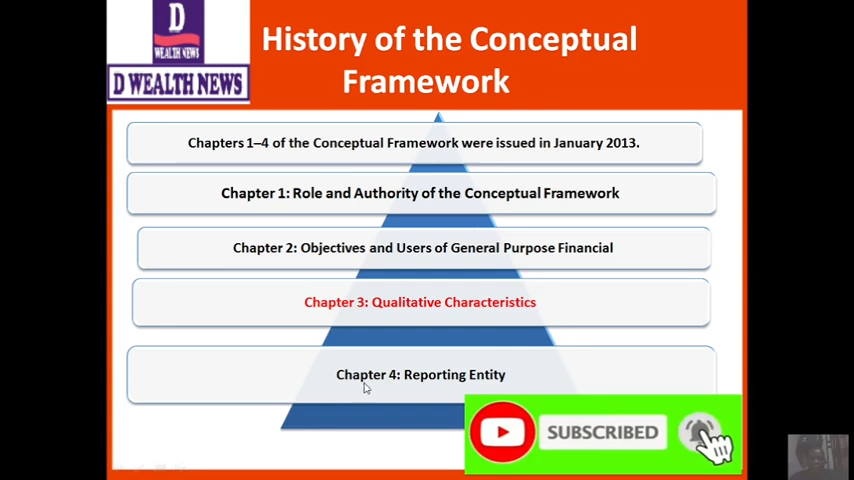 D
WEALTH NEWS
D WEALTH NEWS
History of the Conceptual
Framework
Chapters 1–4 of the Conceptual Framework were issued in January 2013.
Chapter 1: Role and Authority of the Conceptual Framework
Chapter 2: Objectives and Users of General Purpose Financial
Chapter 3: Qualitative Characteristics
Chapter 4: Reporting Entity
SUBSCRIBED